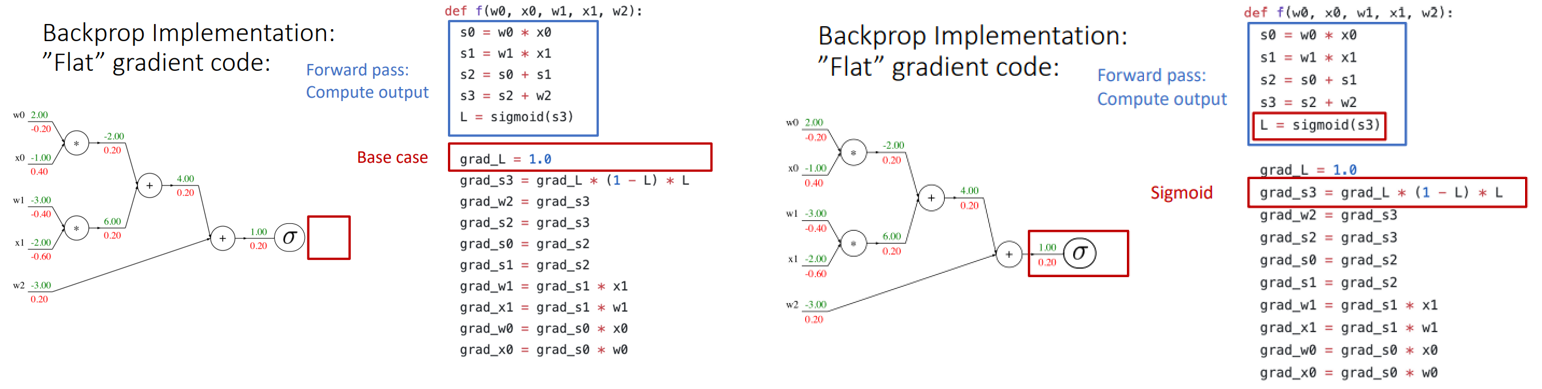 Backprop Implementation:
”Flat” gradient code:
Forward pass:
Compute output
Base case
def f(w0, x0, w1, x1, w2):
s0 = w0 * x0
s1 = w1 * x1
s2 = s0 + s1
s3 = s2 + w2
L = sigmoid(s3)
grad_L = 1.0
grad_s3 = grad_L * (1 - L) * L
grad_w2 = grad_s3
grad_s2 = grad_s3
grad_s0 = grad_s2
grad_s1 = grad_s2
grad_w1 = grad_s1 * x1
grad_x1 = grad_s1 * w1
grad_w0 = grad_s0 * x0
grad_x0 = grad_s0 * w0
w0 2.00
-0.20
x0 -1.00
0.40
w1 -3.00
-0.40
x1 -2.00
-0.60
w2 -3.00
0.20
*
-2.00
0.20
*
6.00
0.20
+
4.00
0.20
+
1.00
0.20
σ
Backprop Implementation:
”Flat” gradient code:
Forward pass:
Compute output
Sigmoid
def f(w0, x0, w1, x1, w2):
s0 = w0 * x0
s1 = w1 * x1
s2 = s0 + s1
s3 = s2 + w2
L = sigmoid(s3)
grad_L = 1.0
grad_s3 = grad_L * (1 - L) * L
grad_w2 = grad_s3
grad_s2 = grad_s3
grad_s0 = grad_s2
grad_s1 = grad_s2
grad_w1 = grad_s1 * x1
grad_x1 = grad_s1 * w1
grad_w0 = grad_s0 * x0
grad_x0 = grad_s0 * w0
w0 2.00
-0.20
x0 -1.00
0.40
w1 -3.00
-0.40
x1 -2.00
-0.60
w2 -3.00
0.20
*
-2.00
0.20
*
6.00
0.20
+
4.00
0.20
+
1.00
0.20
σ